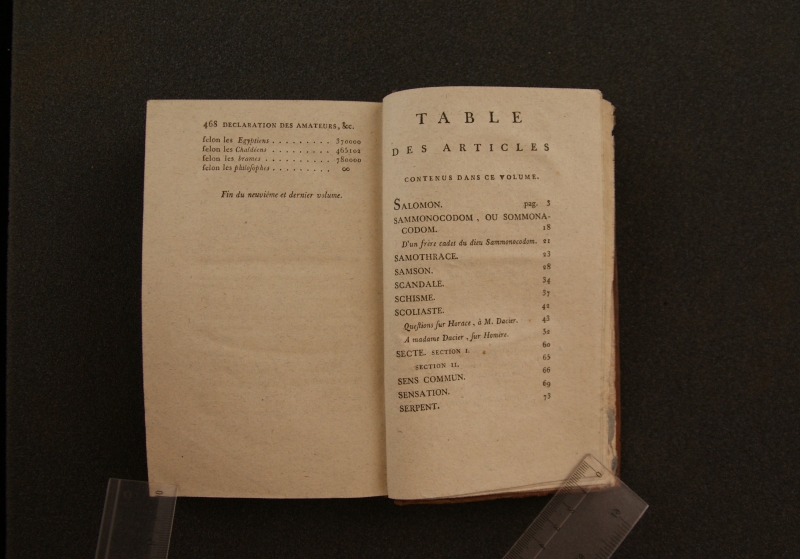 468 DECLARATION DES AMATEURS, &c.
selon les Egyptiens . . . . . . . . . 370000
selon les Chaldéens . . . . . . . . . 465102
selon les brames . . . . . . . . . . 780000
selon les philosophes . . . . . . . . . ∞
Fin du neuvième et dernier volume.
TABLE
DES ARTICLES
CONTENUS DANS CE VOLUME.
SALOMON. pag. 3
SAMMONOCODOM, OU SOMMONA-
CODOM. 18
D'un frère cadet du dieu Sammonocodom. 21
SAMOTHRACE. 23
SAMSON. 28
SCANDALE. 34
SCHISME. 37
SCOLIASTE. 42
Questions sur Horace, à M. Dacier. 43
A madame Dacier, sur Homère. 52
SECTE. SECTION I. 60
SECTION II. 65
SENS COMMUN. 66
SENSATION. 69
SERPENT. 73